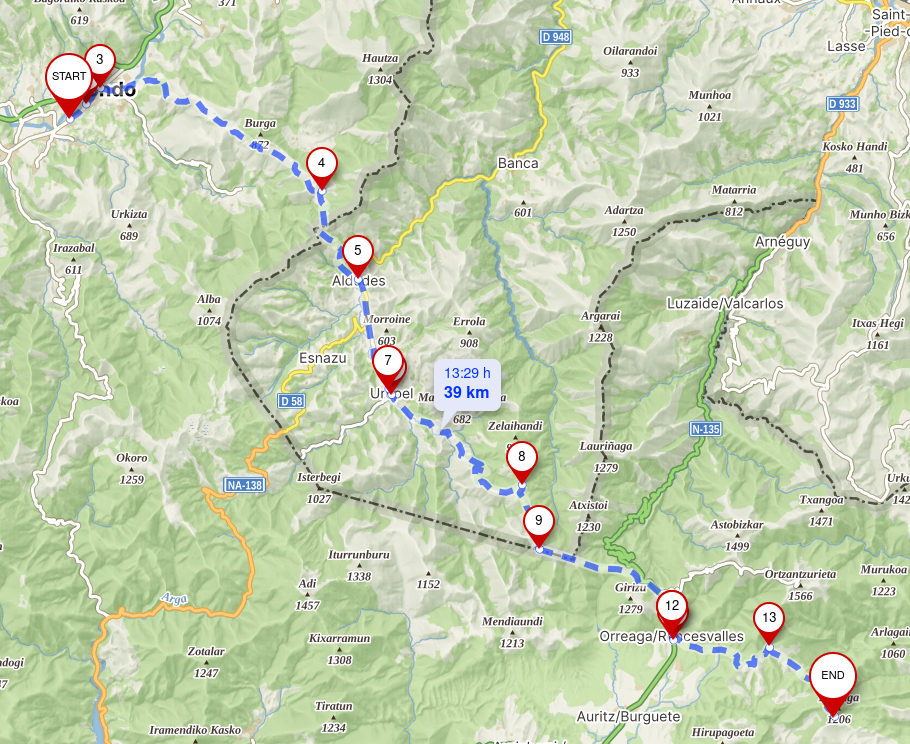 Bagordiko Kaskoa
619
371
Annaux
Saint-
-Pied-d
Lasse
D 948
Oilarandoi
933
Hautza
1304
3
START
ndo
Munhoa
1021
D 933
Burga
872
Kosko Handi
481
4
Banca
Matarria
812
601
Adartza
1250
Urkizta
689
Munho Bizk
656
Irazabal
611
5
Aldudes
Arnéguy
Alba
1074
Luzaide/Valcarlos
Morroine
603
Errola
908
Argarai
1228
Itxas Hegi
1161
Esnazu
7
Urepel
13:29 h
39 km
682
D 58
Zelaihandi
N-135
8
Okoro
1259
Lauriñaga
1279
Isterbegi
1027
NA-138
Txangoa
1471
Urku
142
Atxistoi
1230
9
Astobizkar
1499
Iturrunburu
1338
1152
Adi
1457
Girizu
1279
Ortzantzurieta
1566
Murukoa
1223
Arga
12
13
Mendiaundi
1213
Orreaga/Roncesvalles
Kixarramun
1308
Arlagain
1060
Zotalar
1247
END
Tiratun
1234
Auritz/Burguete
1206
Iramendiko Kasko
Hirupagoeta